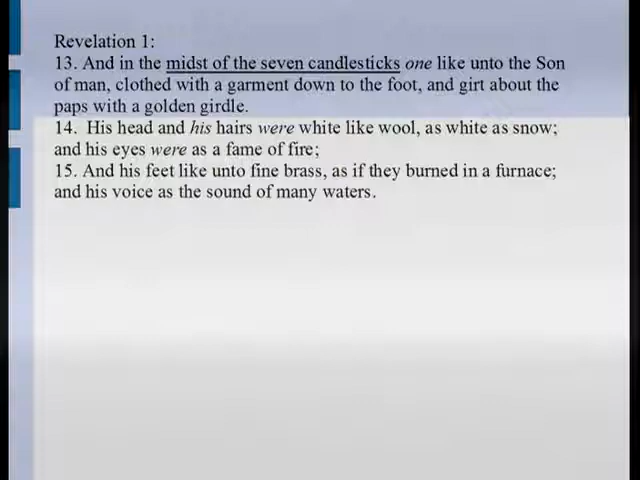 Revelation 1:
13. And in the midst of the seven candlesticks one like unto the Son
of man, clothed with a garment down to the foot, and girt about the
paps with a golden girdle.
14. His head and his hairs were white like wool, as white as snow;
and his eyes were as a fame of fire;
15. And his feet like unto fine brass, as if they burned in a furnace;
and his voice as the sound of many waters.